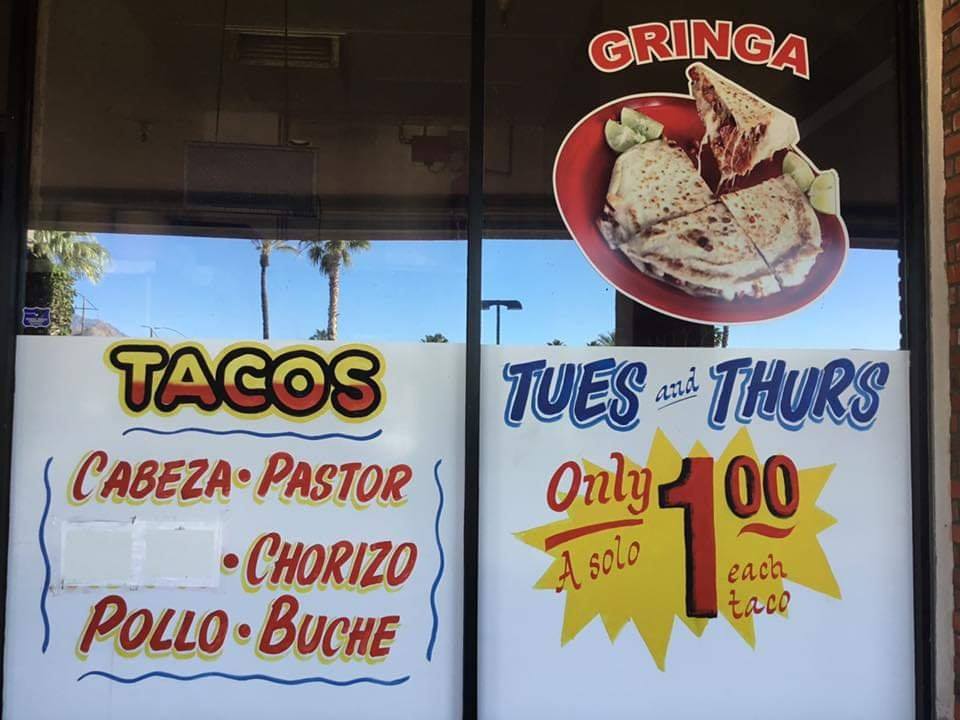 GRINGA
TACOS
CABEZA • PASTOR
• CHORIZO
POLLO • BUCHE
TUES and THURS
Only 1 00
A solo
each
taco